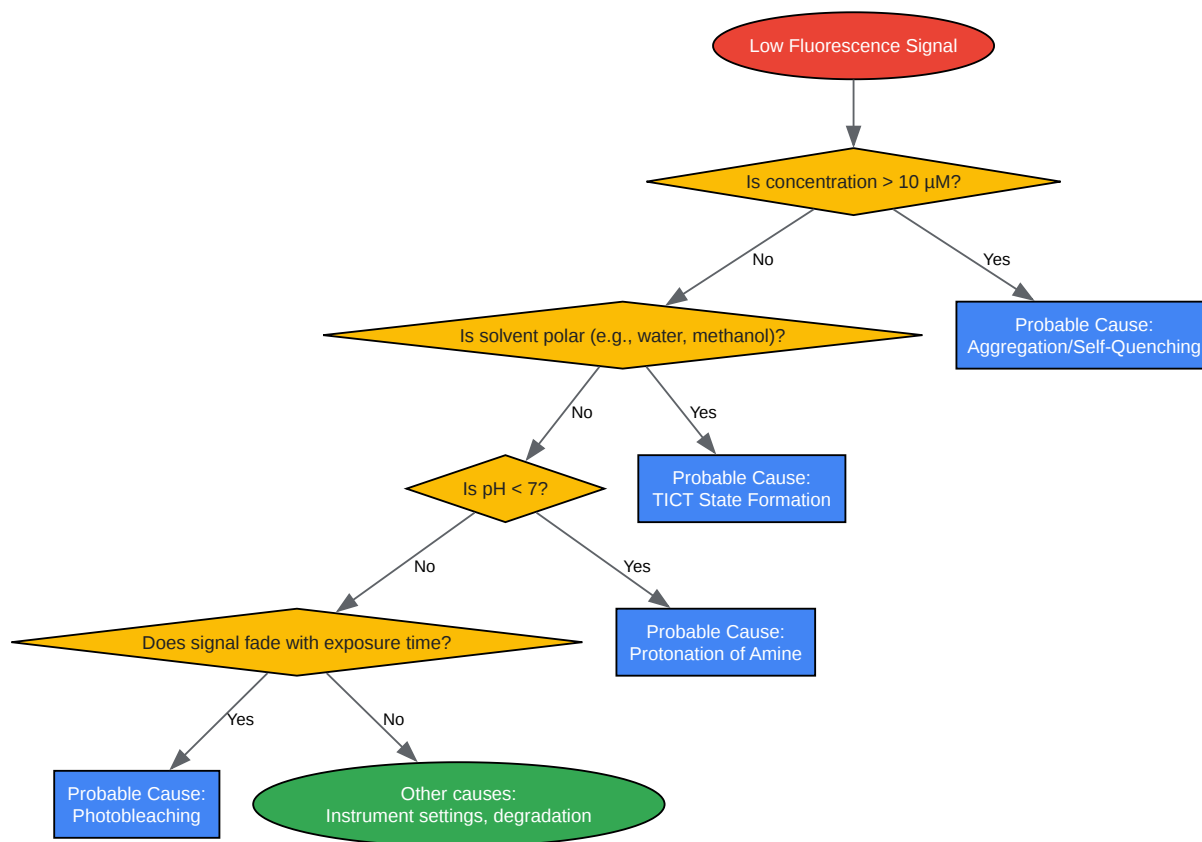 Low Fluorescence Signal
Is concentration > 10 µM?
No
Yes
Is solvent polar (e.g., water, methanol)?
Probable Cause:
Aggregation/Self-Quenching
No
Yes
Is pH < 7?
Probable Cause:
TICT State Formation
No
Yes
Does signal fade with exposure time?
Probable Cause:
Protonation of Amine
Yes
No
Probable Cause:
Photobleaching
Other causes:
Instrument settings, degradation